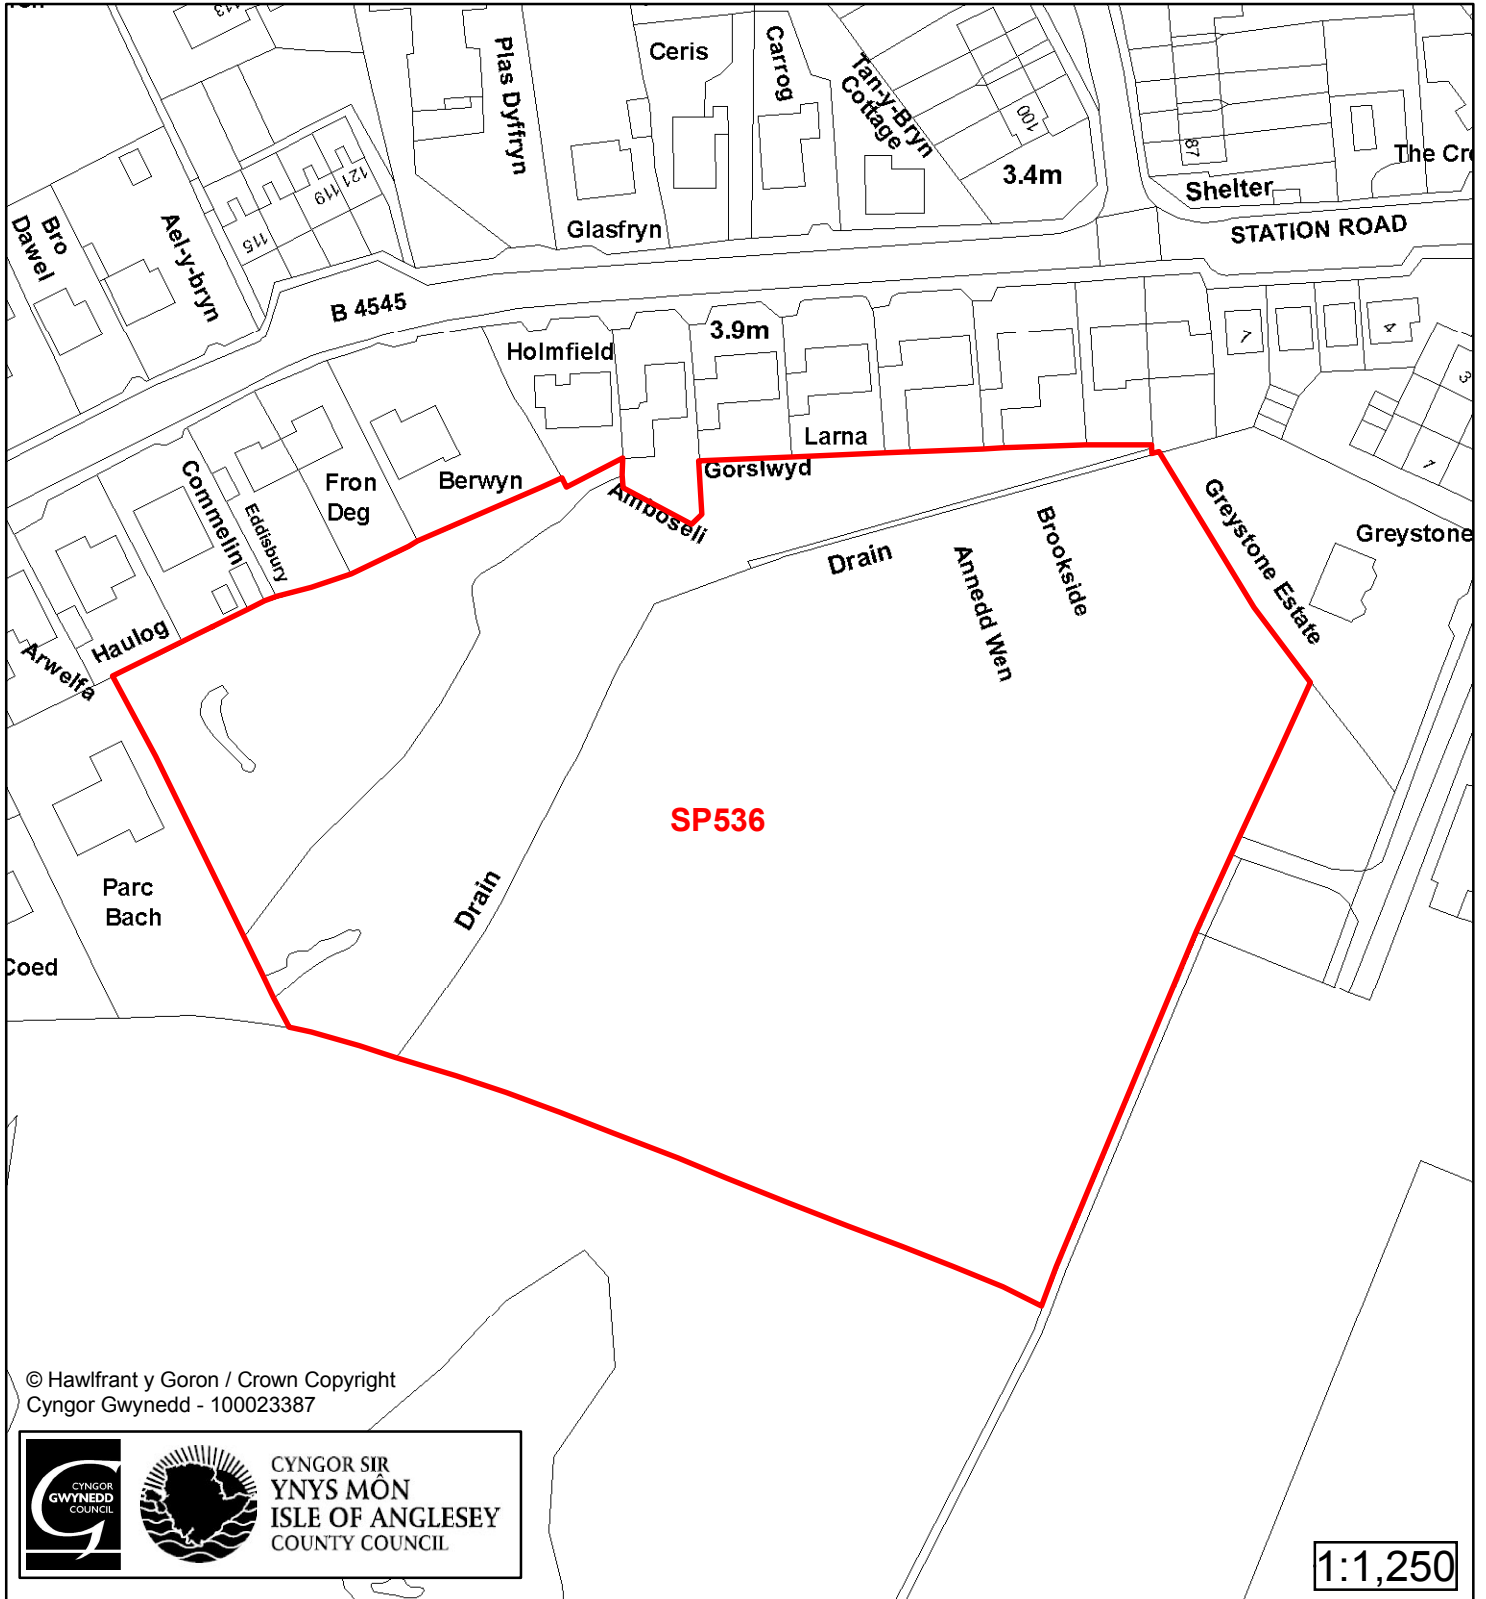 113
Plas Dyffryn
Ceris
Carrog
Tan-y-Bryn
Cottage
100
3.4m
87
The Cre
Shelter
STATION ROAD
Bro
Dawel
Ael-y-bryn
115
119
121
Glasfryn
B 4545
Holmfield
3.9m
7
4
3
1
Larna
Gorslwyd
Amboseli
Berwyn
Fron
Deg
Eddisbury
Commelin
Haulog
Arwelfa
Drain
Annedd Wen
Brookside
Greystone Estate
Greystone
SP536
Parc
Bach
Drain
Coed
© Hawlfrant y Goron / Crown Copyright
Cyngor Gwynedd - 100023387
CYNGOR
GWYNEDD
COUNCIL
CYNGOR SIR
YNYS MÔN
ISLE OF ANGLESEY
COUNTY COUNCIL
1:1,250